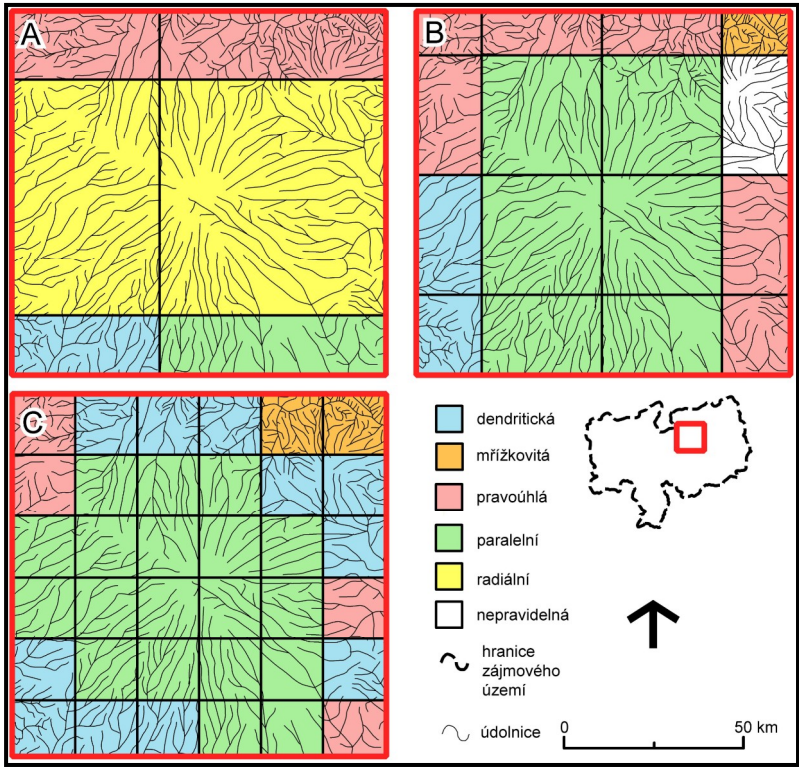 A
B
C
dendritická
mřížkovitá
pravoúhlá
paralelní
radiální
nepravidelná
hranice
zájmového
území
údolnice
0
50 km